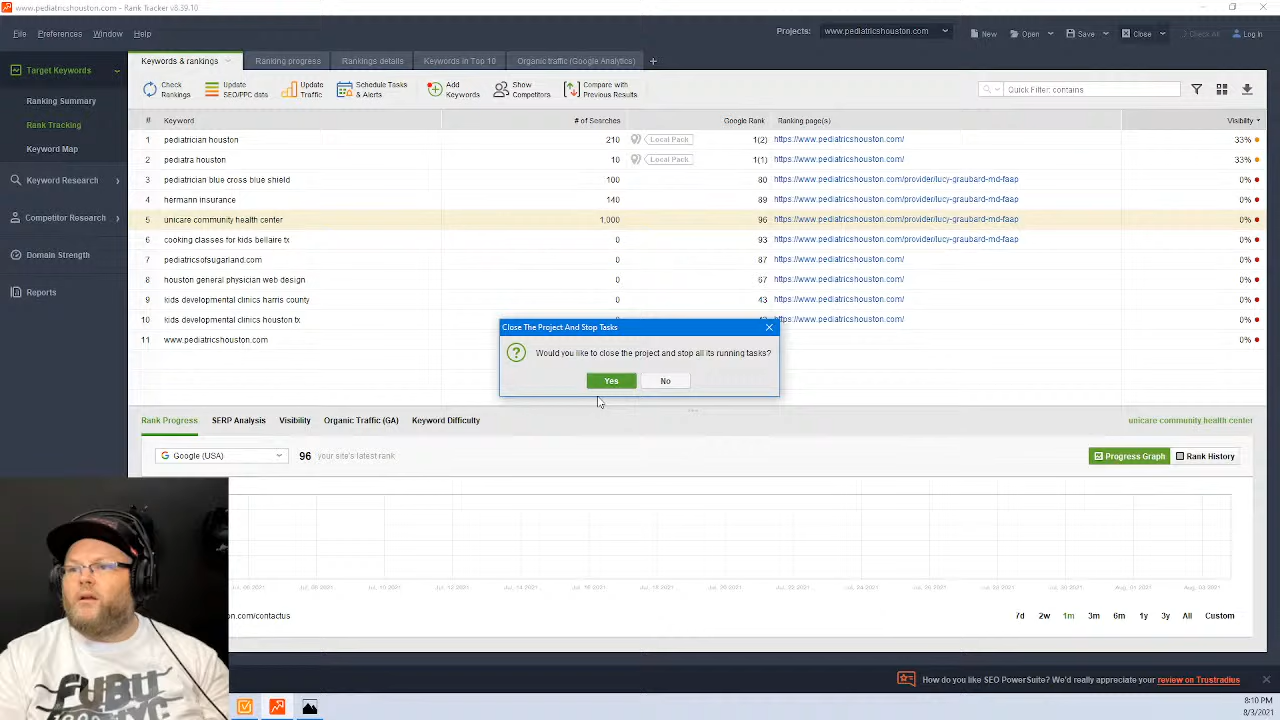 www.pediatricshouston.com - Rank Tracker v8.39.10
File Preferences Window Help
Projects: www.pediatricshouston.com New Open Save Close Check All Log In
Target Keywords
Ranking Summary
Rank Tracking
Keyword Map
Keyword Research
Competitor Research
Domain Strength
Reports
Keywords & rankings Ranking progress Rankings details Keywords in Top 10 Organic traffic (Google Analytics) +
Check Rankings Update SEO/PPC data Update Traffic Schedule Tasks & Alerts Add Keywords Show Competitors Compare with Previous Results Quick Filter: contains
# Keyword # of Searches Google Rank Ranking page(s) Visibility
1 pediatrician houston 210 Local Pack 1(2) https://www.pediatricshouston.com/ 33%
2 pediatra houston 10 Local Pack 1(1) https://www.pediatricshouston.com/ 33%
3 pediatrician blue cross blue shield 100 80 https://www.pediatricshouston.com/provider/lucy-graubard-md-faap 0%
4 hermann insurance 140 89 https://www.pediatricshouston.com/provider/lucy-graubard-md-faap 0%
5 unicare community health center 1,000 96 https://www.pediatricshouston.com/provider/lucy-graubard-md-faap 0%
6 cooking classes for kids bellaire tx 0 93 https://www.pediatricshouston.com/provider/lucy-graubard-md-faap 0%
7 pediatricsofsugarland.com 0 87 https://www.pediatricshouston.com/ 0%
8 houston general physician web design 0 67 https://www.pediatricshouston.com/ 0%
9 kids developmental clinics harris county 0 43 https://www.pediatricshouston.com/ 0%
10 kids developmental clinics houston tx 0 https://www.pediatricshouston.com/ 0%
11 www.pediatricshouston.com 0%
Close The Project And Stop Tasks
Would you like to close the project and stop all its running tasks?
Yes No
Rank Progress SERP Analysis Visibility Organic Traffic (GA) Keyword Difficulty unicare community health center
Google (USA) 96 your site's latest rank Progress Graph Rank History
on.com/contactus 7d 2w 1m 3m 6m 1y 3y All Custom
How do you like SEO PowerSuite? We'd really appreciate your review on Trustradius
FUBU
8:10 PM
8/3/2021